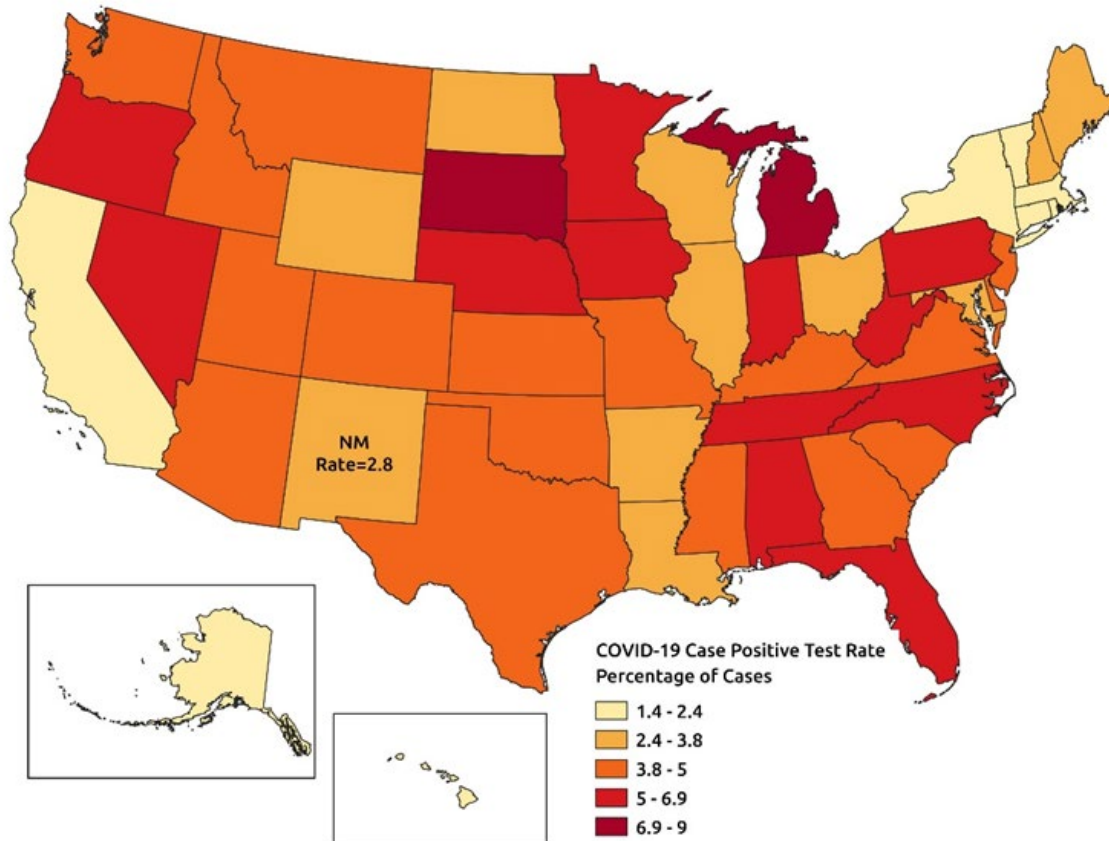 NM
Rate=2.8
COVID-19 Case Positive Test Rate
Percentage of Cases
1.4 - 2.4
2.4 - 3.8
3.8 - 5
5 - 6.9
6.9 - 9